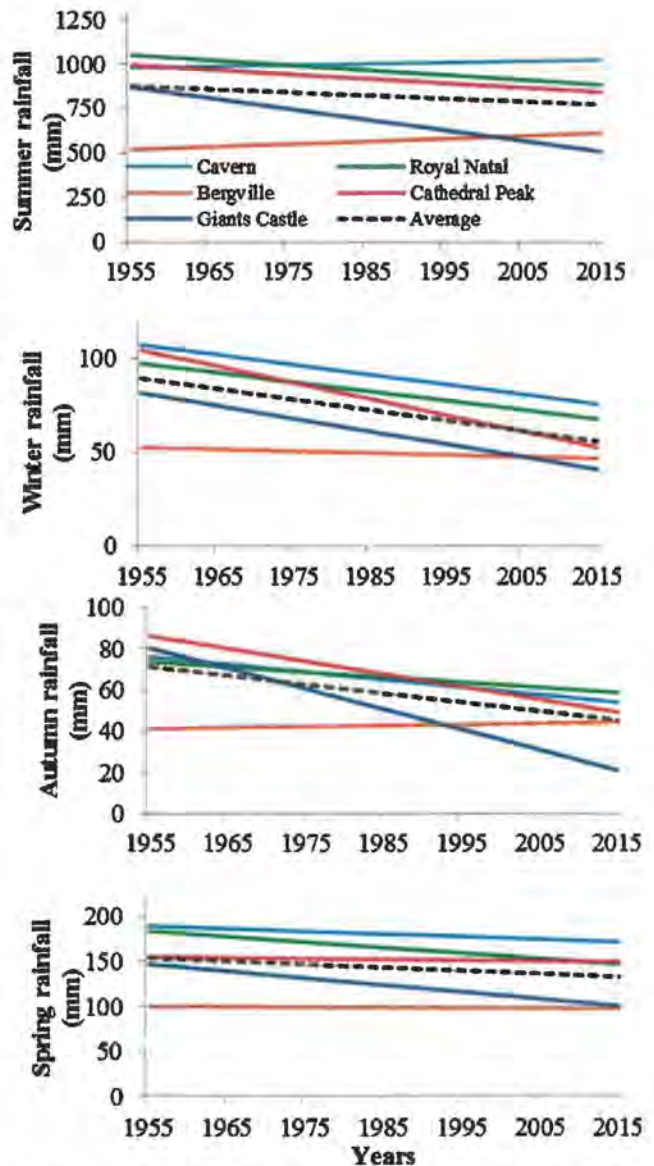 Summer rainfall
(mm)
1250
1000
750
500
250
0
Cavern
Royal Natal
Bergville
Cathedral Peak
Giants Castle
Average
1955 1965 1975 1985 1995 2005 2015
Winter rainfall
(mm)
100
50
0
1955 1965 1975 1985 1995 2005 2015
Autumn rainfall
(mm)
100
80
60
40
20
0
1955 1965 1975 1985 1995 2005 2015
Spring rainfall
(mm)
200
150
100
50
0
1955 1965 1975 1985 1995 2005 2015
Years